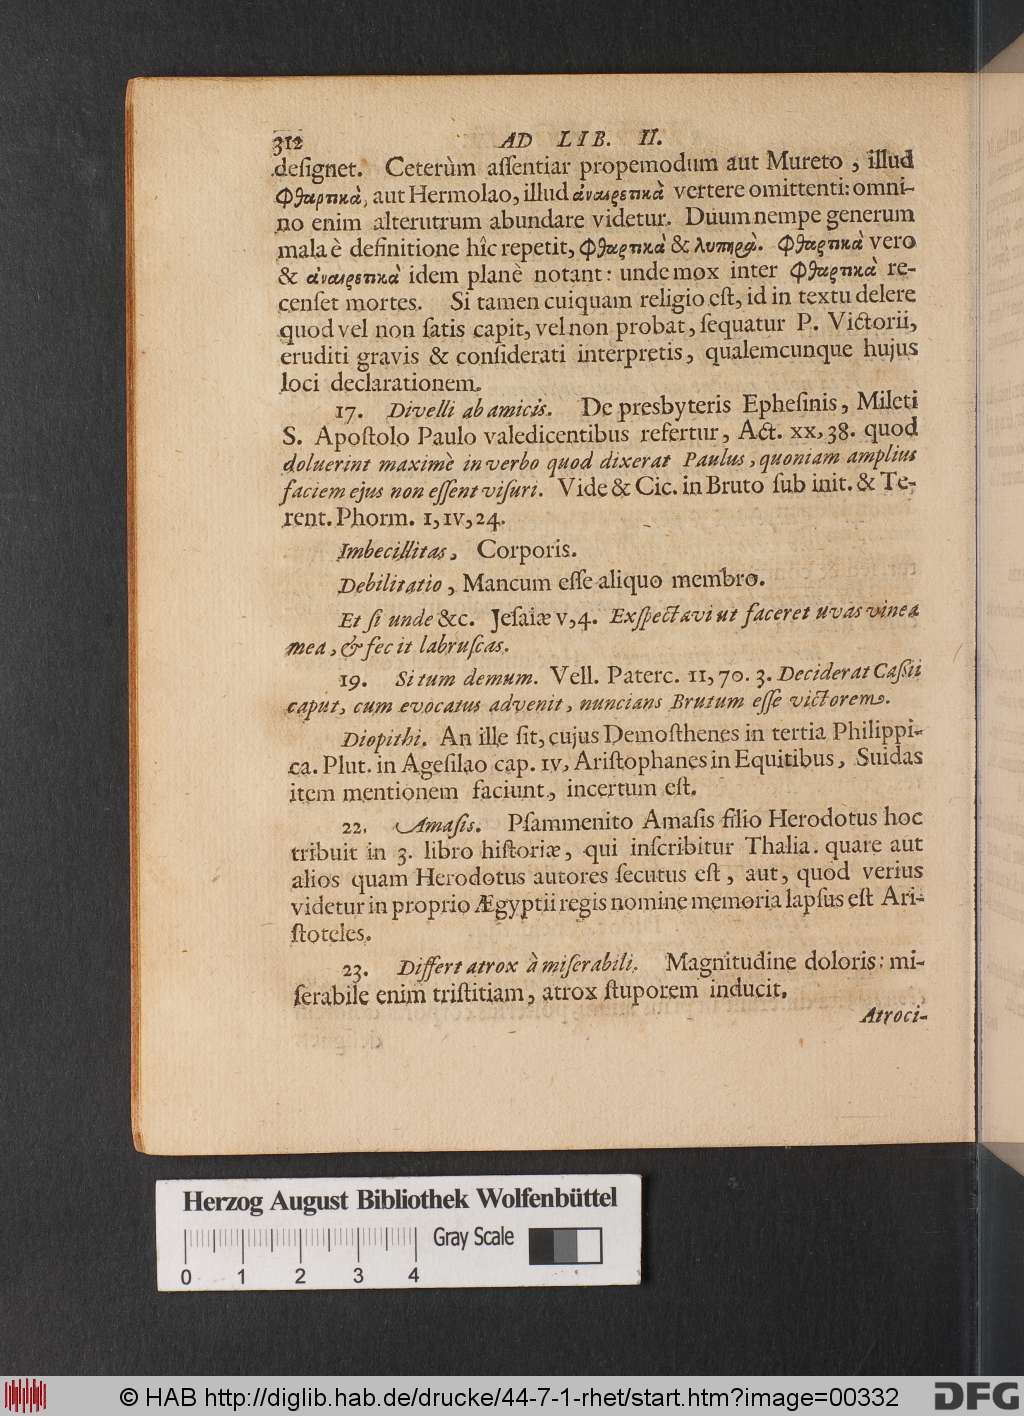 312 AD LIB. II.
deſignet. Ceterùm aſſentiar propemodum aut Mureto, illud
φθαρτικὰ, aut Hermolao, illud ἀναιρετικὰ vertere omittenti: omni-
no enim alterutrum abundare videtur. Duum nempe generum
mala è definitione hîc repetit, φθαρτικὰ & λυπηρὰ. φθαρτικὰ vero
& ἀναιρετικὰ idem planè notant: unde mox inter φθαρτικὰ re-
cenſet mortes. Si tamen cuiquam religio eſt, id in textu delere
quod vel non ſatis capit, vel non probat, ſequatur P. Victorii,
eruditi gravis & conſiderati interpretis, qualemcunque hujus
loci declarationem.
17. Divelli ab amicis. De presbyteris Epheſinis, Mileti
S. Apoſtolo Paulo valedicentibus refertur, Act. xx, 38. quod
doluerint maximè in verbo quod dixerat Paulus, quoniam amplius
faciem ejus non eſſent viſuri. Vide & Cic. in Bruto ſub init. & Te-
rent. Phorm. I, IV, 24.
Imbecillitas, Corporis.
Debilitatio, Mancum eſſe aliquo membro.
Et ſi unde &c. Jeſaiæ v, 4. Exſpectavi ut faceret uvas vinea
mea, & fecit labruſcas.
19. Si tum demum. Vell. Paterc. II, 70. 3. Deciderat Caſſii
caput, cum evocatus advenit, nuncians Brutum eſſe victorem.
Diopithi. An ille ſit, cujus Demoſthenes in tertia Philippi-
ca. Plut. in Ageſilao cap. IV, Ariſtophanes in Equitibus, Suidas
item mentionem faciunt, incertum eſt.
22. Amaſis. Pſammenito Amaſis filio Herodotus hoc
tribuit in 3. libro hiſtoriæ, qui inſcribitur Thalia. quare aut
alios quam Herodotus autores ſecutus eſt, aut, quod verius
videtur in proprio Ægyptii regis nomine memoria lapſus eſt Ari-
ſtoteles.
23. Differt atrox à miſerabili. Magnitudine doloris: mi-
ſerabile enim triſtitiam, atrox ſtuporem inducit.
Atroci-
Herzog August Bibliothek Wolfenbüttel
Gray Scale
0 1 2 3 4
© HAB http://diglib.hab.de/drucke/44-7-1-rhet/start.htm?image=00332
DFG